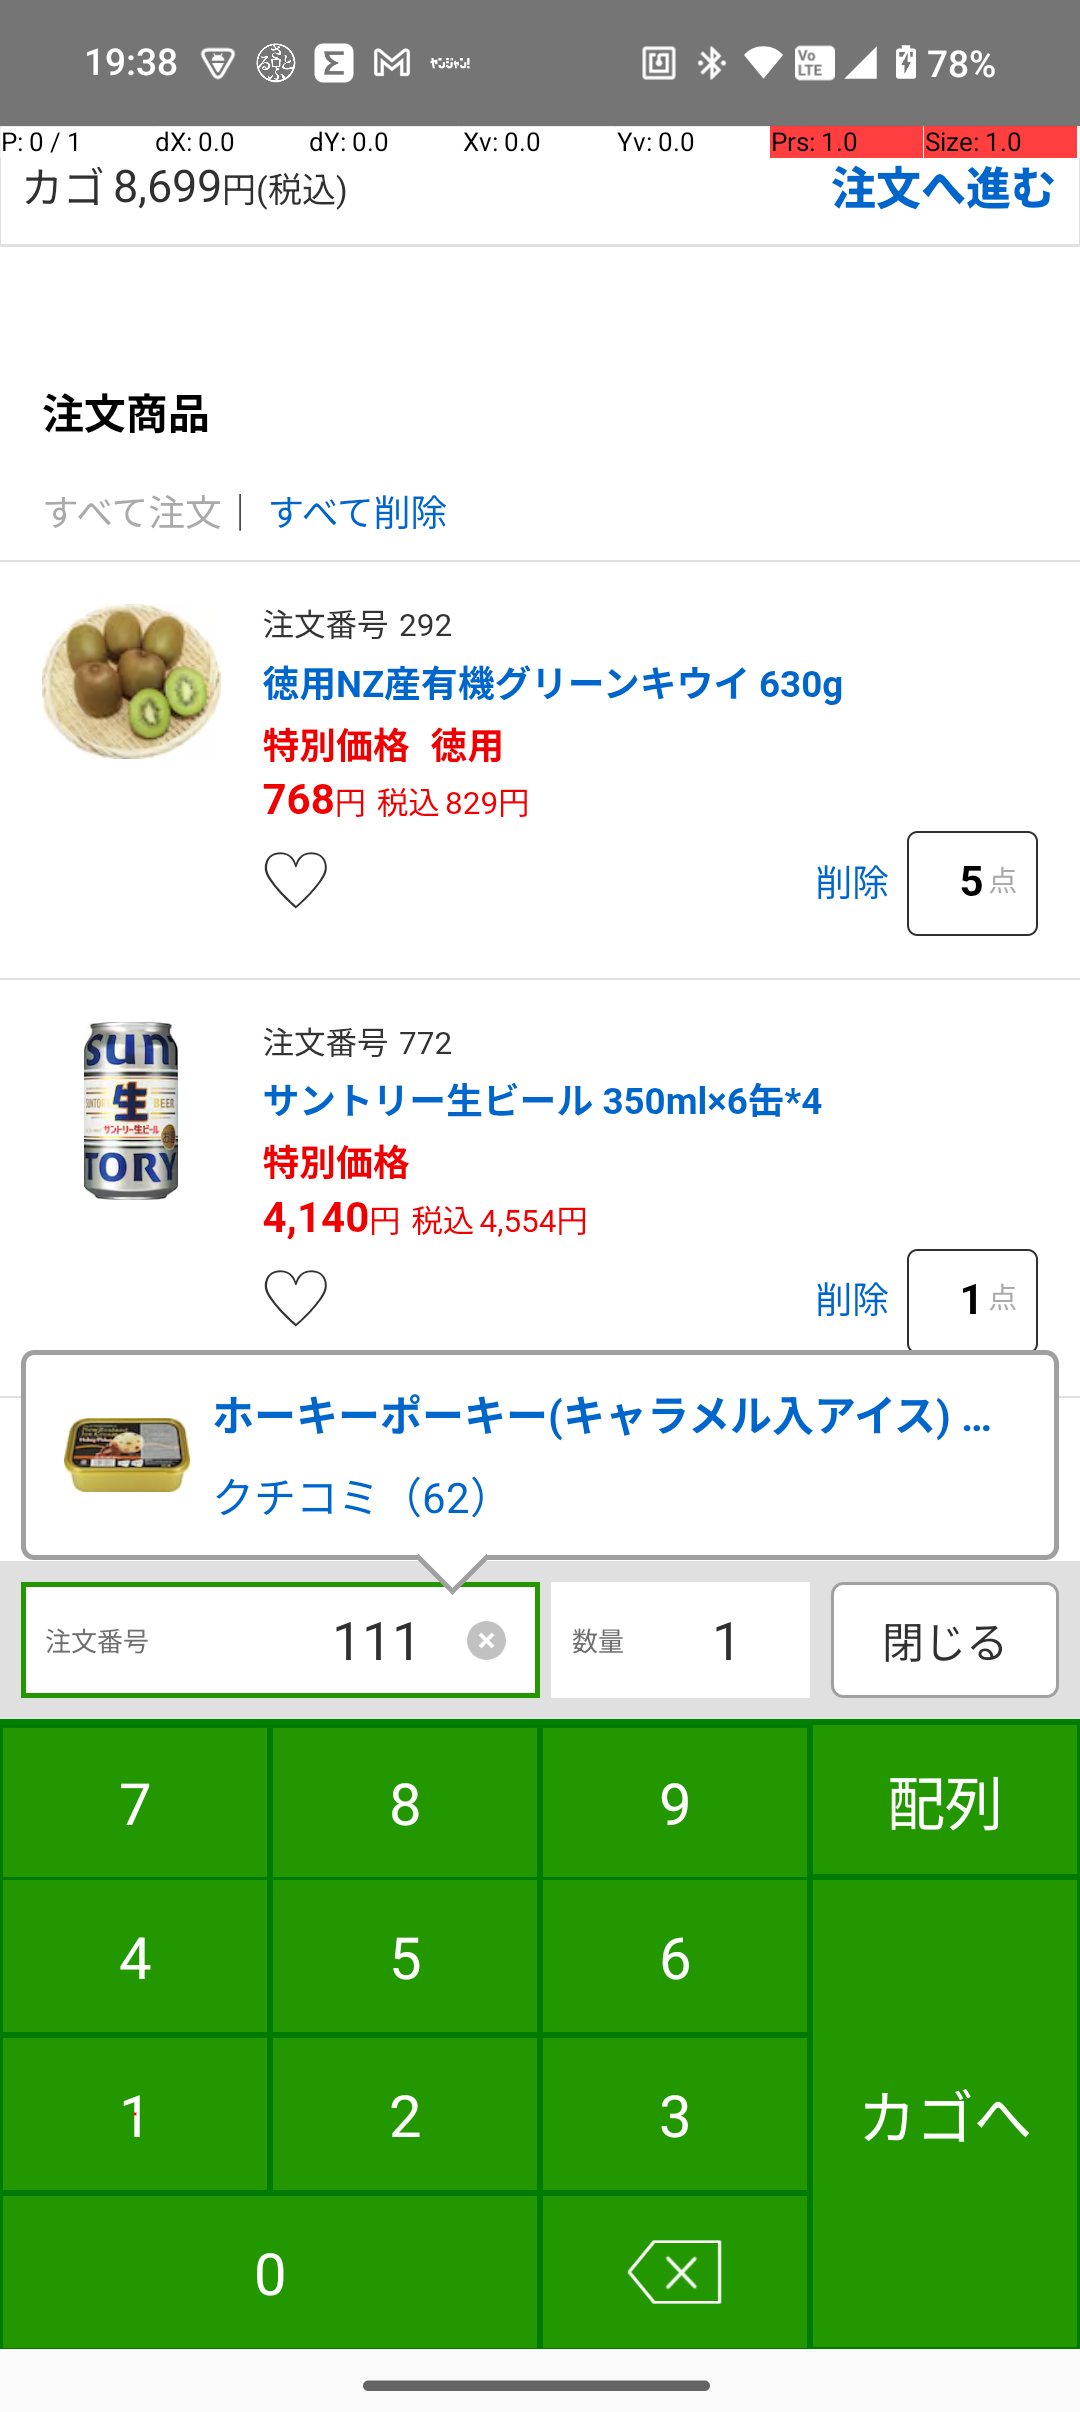 19:38 78%
P: 0 / 1 dX: 0.0 dY: 0.0 Xv: 0.0 Yv: 0.0 Prs: 1.0 Size: 1.0
カゴ 8,699円(税込) 注文へ進む
注文商品
すべて注文 | すべて削除
注文番号 292
徳用NZ産有機グリーンキウイ 630g
特別価格 徳用
768円 税込 829円
削除 5 点
注文番号 772
サントリー生ビール 350ml×6缶*4
特別価格
4,140円 税込 4,554円
削除 1 点
ホーキーポーキー(キャラメル入アイス) ...
クチコミ（62）
注文番号 111 数量 1 閉じる
7 8 9 配列
4 5 6
1 2 3 カゴへ
0